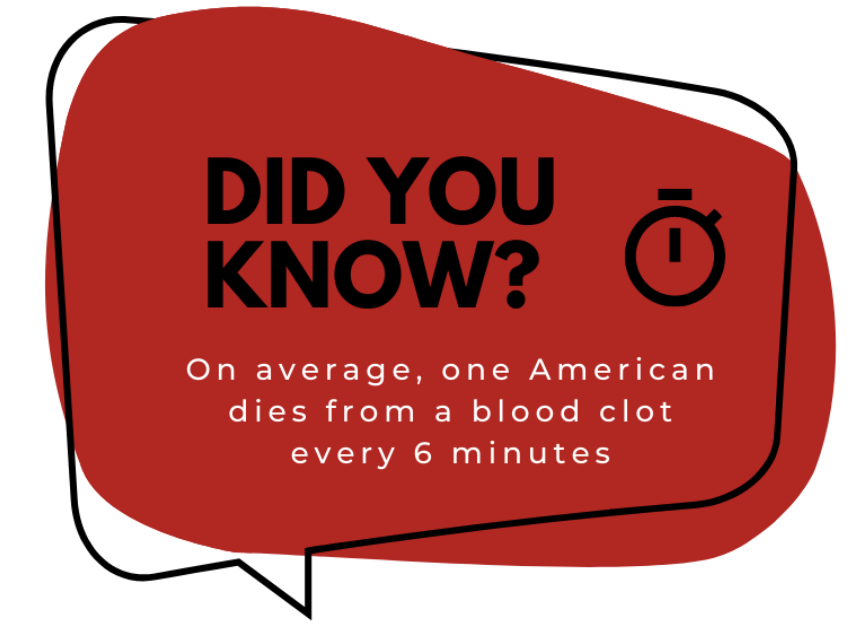 DID YOU
KNOW?
On average, one American
dies from a blood clot
every 6 minutes